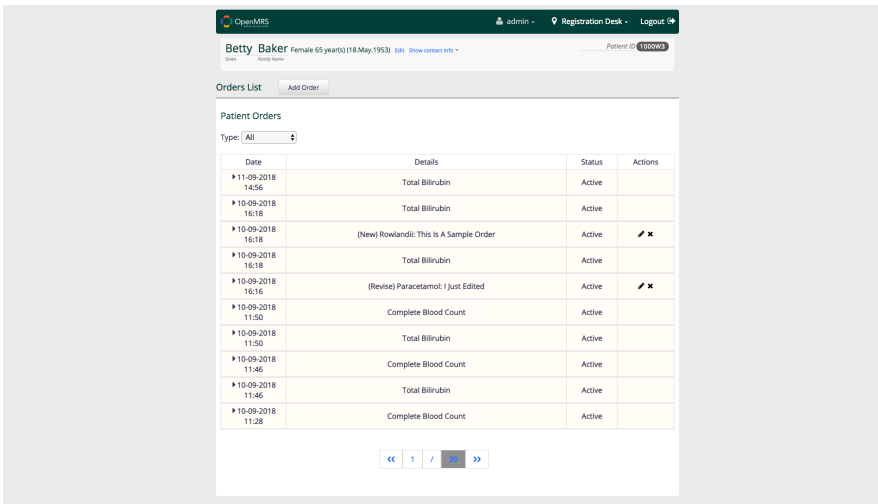 OpenMRS
admin
Registration Desk
Logout
Betty Baker Female 65 year(s) (18.May.1953) Edit Show contact info
Given Family Name
Patient ID 1000W3
Orders List Add Order
Patient Orders
Type: All
Date Details Status Actions
11-09-2018
14:56 Total Bilirubin Active
10-09-2018
16:18 Total Bilirubin Active
10-09-2018
16:18 (New) Rowlandii: This Is A Sample Order Active
10-09-2018
16:18 Total Bilirubin Active
10-09-2018
16:16 (Revise) Paracetamol: I Just Edited Active
10-09-2018
11:50 Complete Blood Count Active
10-09-2018
11:50 Total Bilirubin Active
10-09-2018
11:46 Complete Blood Count Active
10-09-2018
11:46 Total Bilirubin Active
10-09-2018
11:28 Complete Blood Count Active
« 1 / 30 »